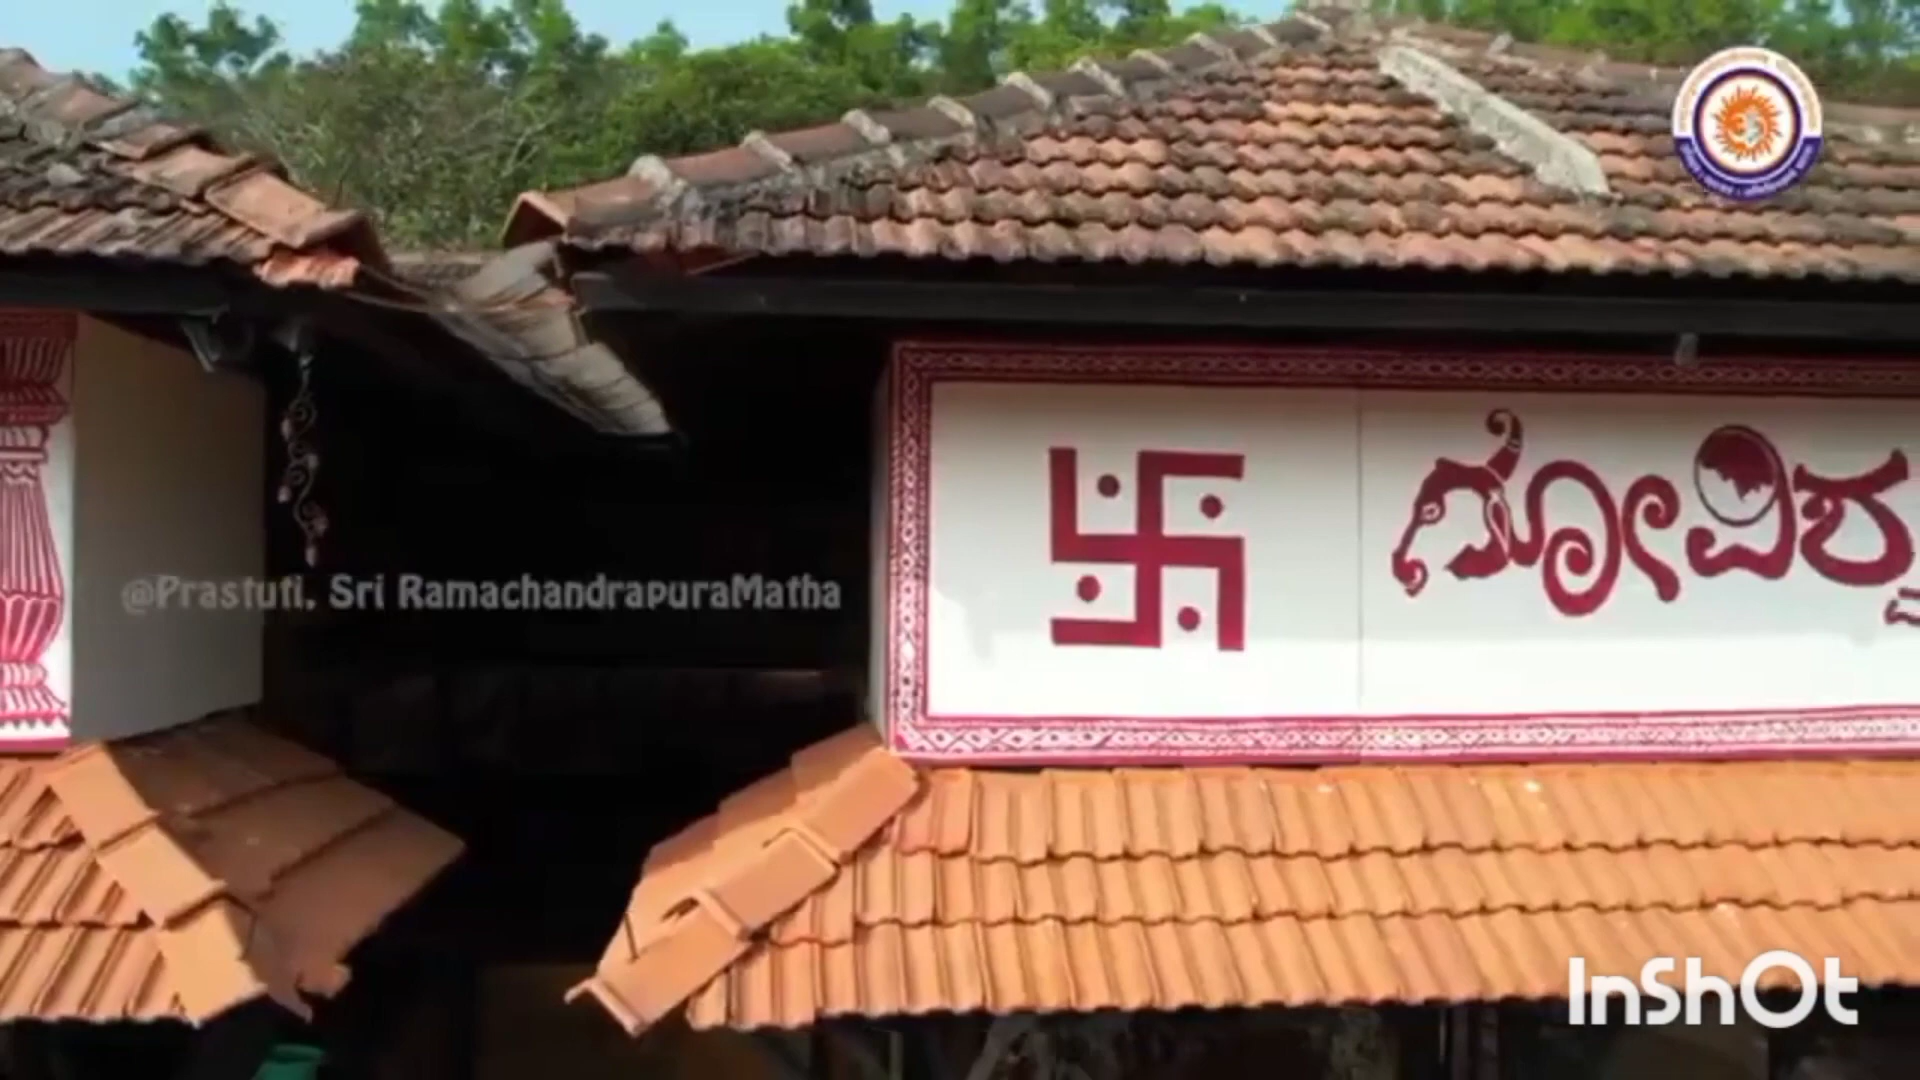 ಗೋವಿಶ್ವ
@Prastuti, Sri RamachandrapuraMatha
InShOt